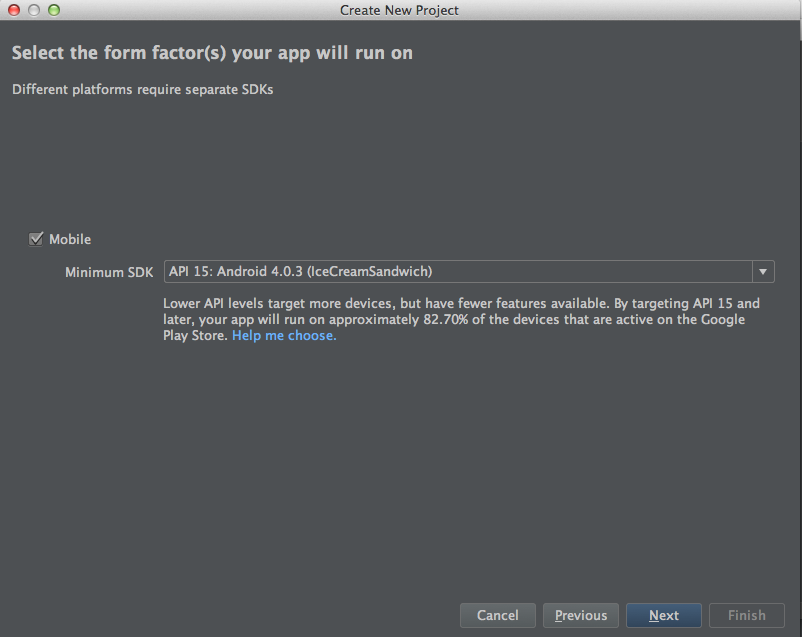 Create New Project
Select the form factor(s) your app will run on
Different platforms require separate SDKs
Mobile
Minimum SDK
API 15: Android 4.0.3 (IceCreamSandwich)
Lower API levels target more devices, but have fewer features available. By targeting API 15 and
later, your app will run on approximately 82.70% of the devices that are active on the Google
Play Store. Help me choose.
Cancel
Previous
Next
Finish